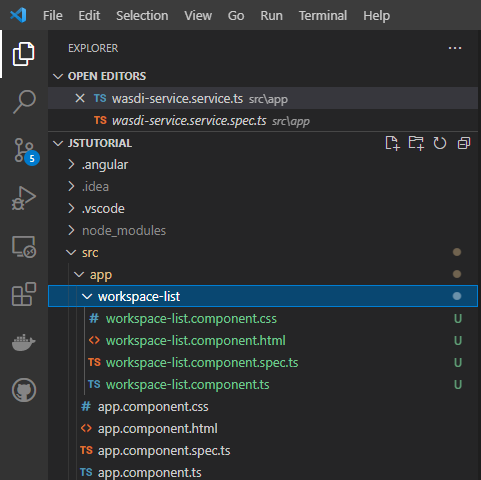 File Edit Selection View Go Run Terminal Help
EXPLORER ...
OPEN EDITORS
TS wasdi-service.service.ts src\app
TS wasdi-service.service.spec.ts src\app
JSTUTORIAL
.angular
.idea
5
.vscode
node_modules
src
app
workspace-list
# workspace-list.component.css U
<> workspace-list.component.html U
TS workspace-list.component.spec.ts U
TS workspace-list.component.ts U
# app.component.css
<> app.component.html
TS app.component.spec.ts
TS app.component.ts